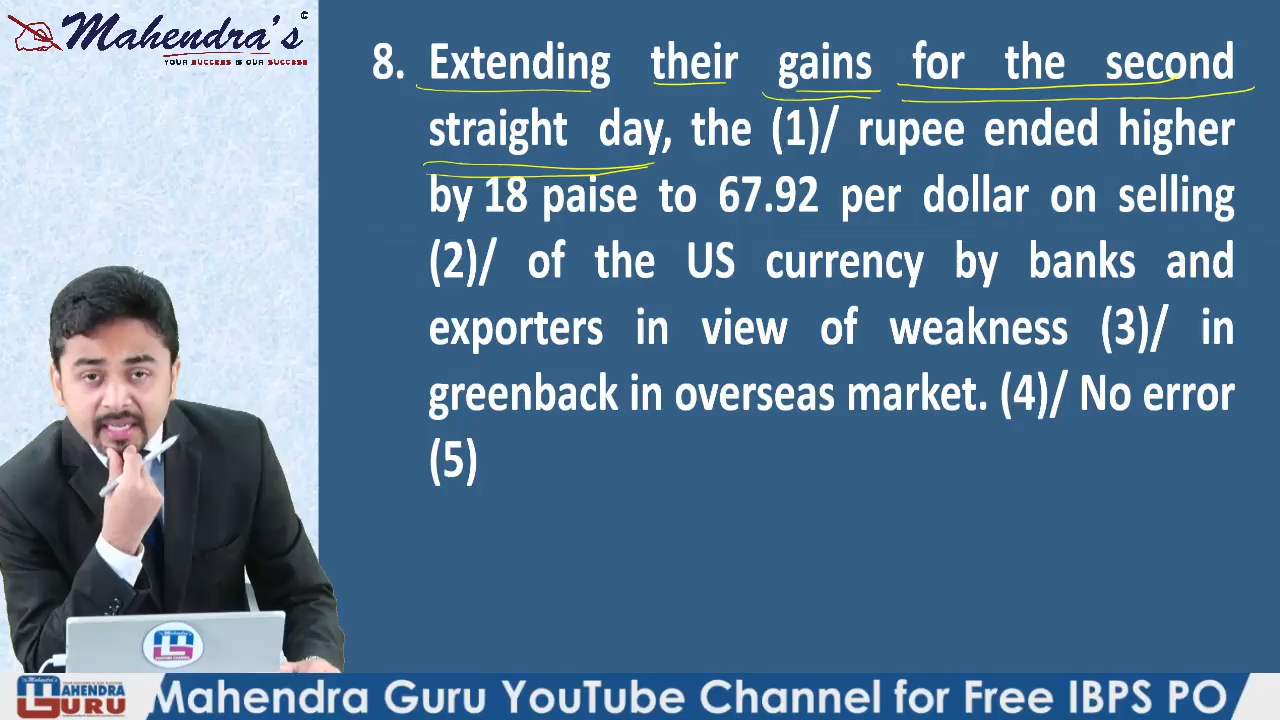 Mahendra's
YOUR SUCCESS IS OUR SUCCESS
8. Extending their gains for the second
straight day, the (1)/ rupee ended higher
by 18 paise to 67.92 per dollar on selling
(2)/ of the US currency by banks and
exporters in view of weakness (3)/ in
greenback in overseas market. (4)/ No error
(5)
Mahendra's
MAHENDRA
GURU
Mahendra Guru YouTube Channel for Free IBPS PO